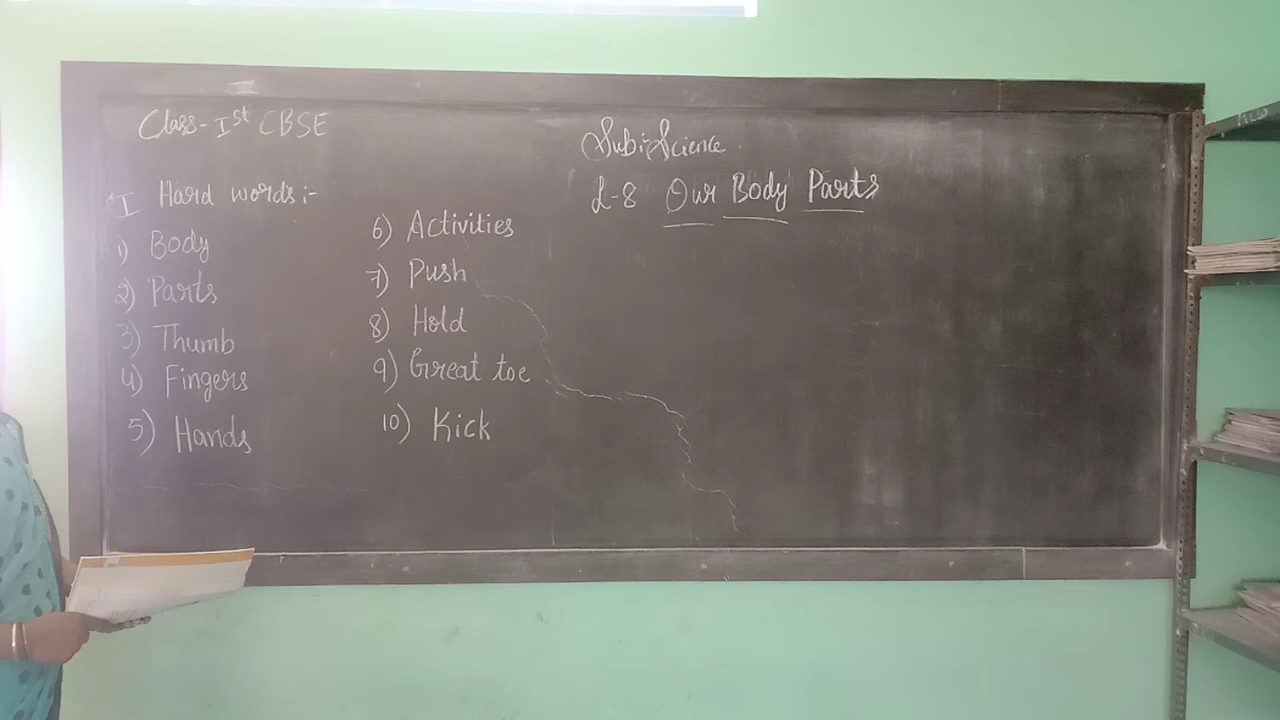 Class-Ist CBSE
Sub:-Science
L-8 Our Body Parts
I Hard words:-
1) Body
2) Parts
3) Thumb
4) Fingers
5) Hands
6) Activities
7) Push
8) Hold
9) Great toe
10) Kick